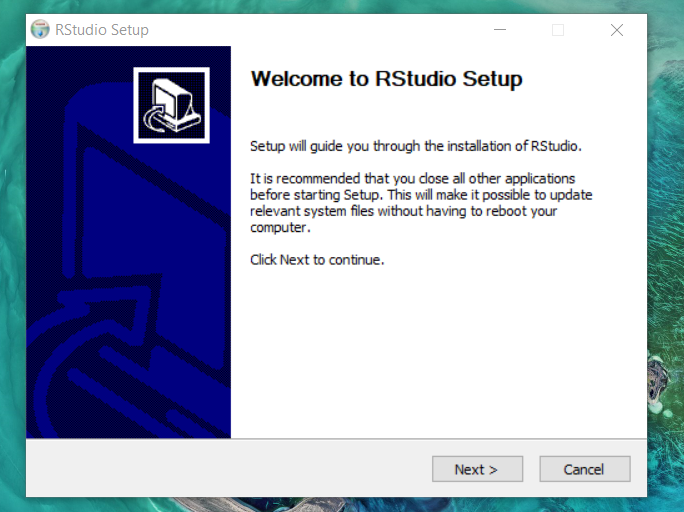 RStudio Setup
Welcome to RStudio Setup
Setup will guide you through the installation of RStudio.
It is recommended that you close all other applications
before starting Setup. This will make it possible to update
relevant system files without having to reboot your
computer.
Click Next to continue.
Next >
Cancel